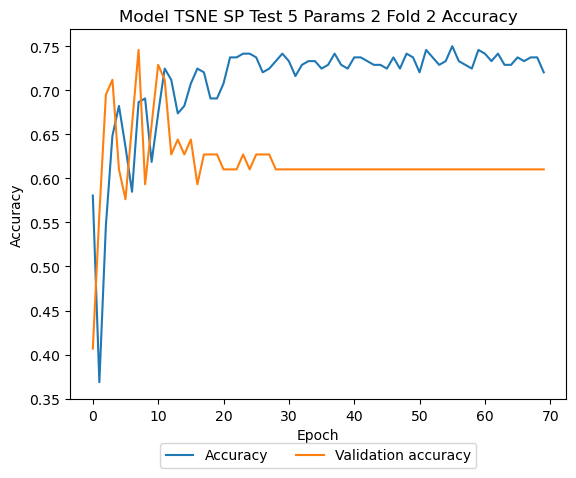 Model TSNE SP Test 5 Params 2 Fold 2 Accuracy
0.75
0.70
0.65
0.60
0.55
0.50
0.45
0.40
0.35
Accuracy
0 10 20 30 40 50 60 70
Epoch
Accuracy Validation accuracy